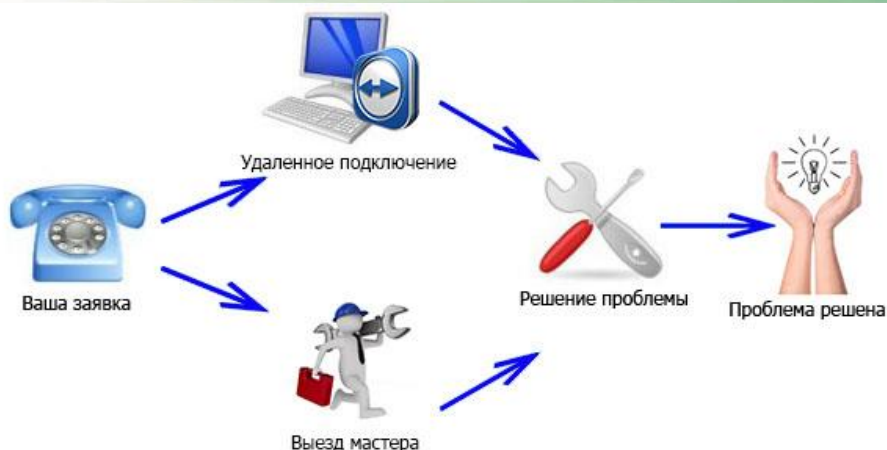 Удаленное подключение
Ваша заявка
Решение проблемы
Проблема решена
Выезд мастера